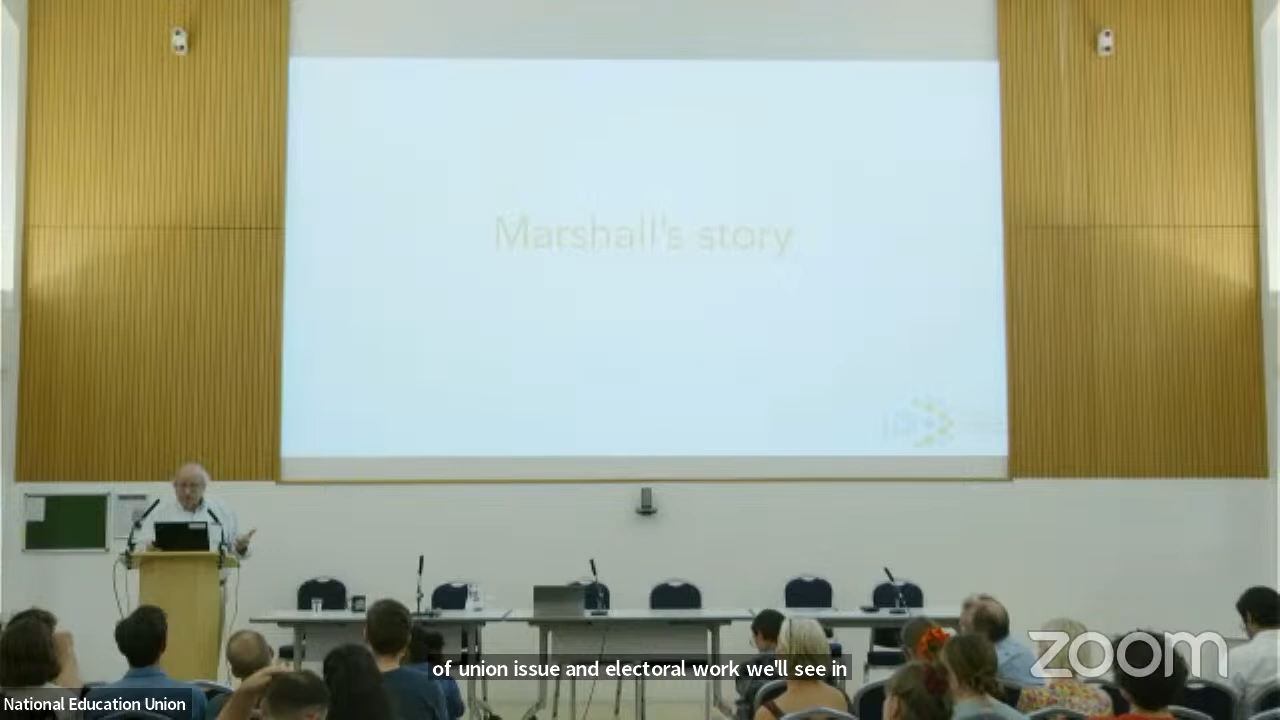 Marshall's story
of union issue and electoral work we'll see in
National Education Union
zoom